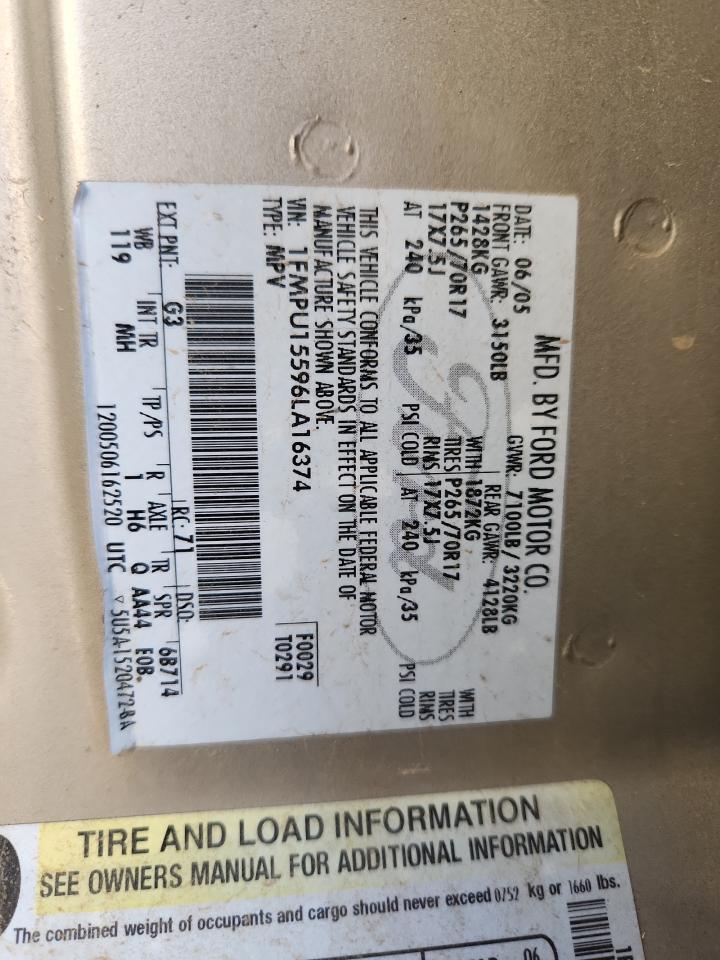 MFD. BY FORD MOTOR CO.
DATE: 06/05 GVWR: 7100LB / 3220KG
FRONT GAWR: 3150LB REAR GAWR: 4128LB
1428KG WITH 1872KG WITH
P265/70R17 TIRES P265/70R17 TIRES
17X7.5J RIMS 17X7.5J RIMS
AT 240 kPa/35 PSI COLD AT 240 kPa/35 PSI COLD
THIS VEHICLE CONFORMS TO ALL APPLICABLE FEDERAL MOTOR
VEHICLE SAFETY STANDARDS IN EFFECT ON THE DATE OF
MANUFACTURE SHOWN ABOVE.
VIN: 1FMPU15596LA16374 F0029
TYPE: MPV T0291
EXT PNT: G3 RC: 71 DSO: 6B714
WB INT TR TP/PS R AXLE TR SPR
119 MH 1 H6 Q AA44 EOB.
1200506162520 UTC ▽ 5U5A-1520472-BA
TIRE AND LOAD INFORMATION
SEE OWNERS MANUAL FOR ADDITIONAL INFORMATION
The combined weight of occupants and cargo should never exceed 0752 kg or 1660 lbs.
06